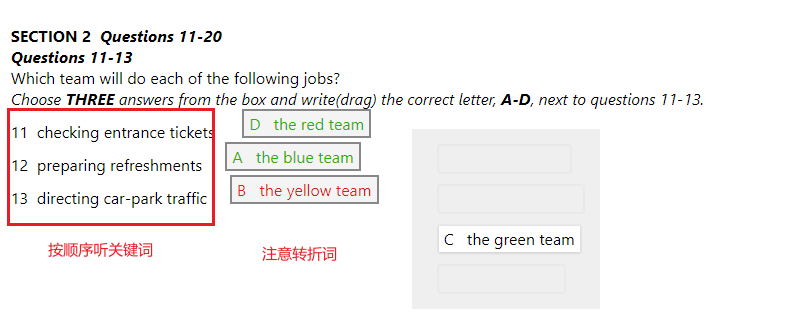 SECTION 2 Questions 11-20
Questions 11-13
Which team will do each of the following jobs?
Choose THREE answers from the box and write(drag) the correct letter, A-D, next to questions 11-13.
11 checking entrance tickets
D the red team
12 preparing refreshments
A the blue team
13 directing car-park traffic
B the yellow team
C the green team
按顺序听关键词
注意转折词